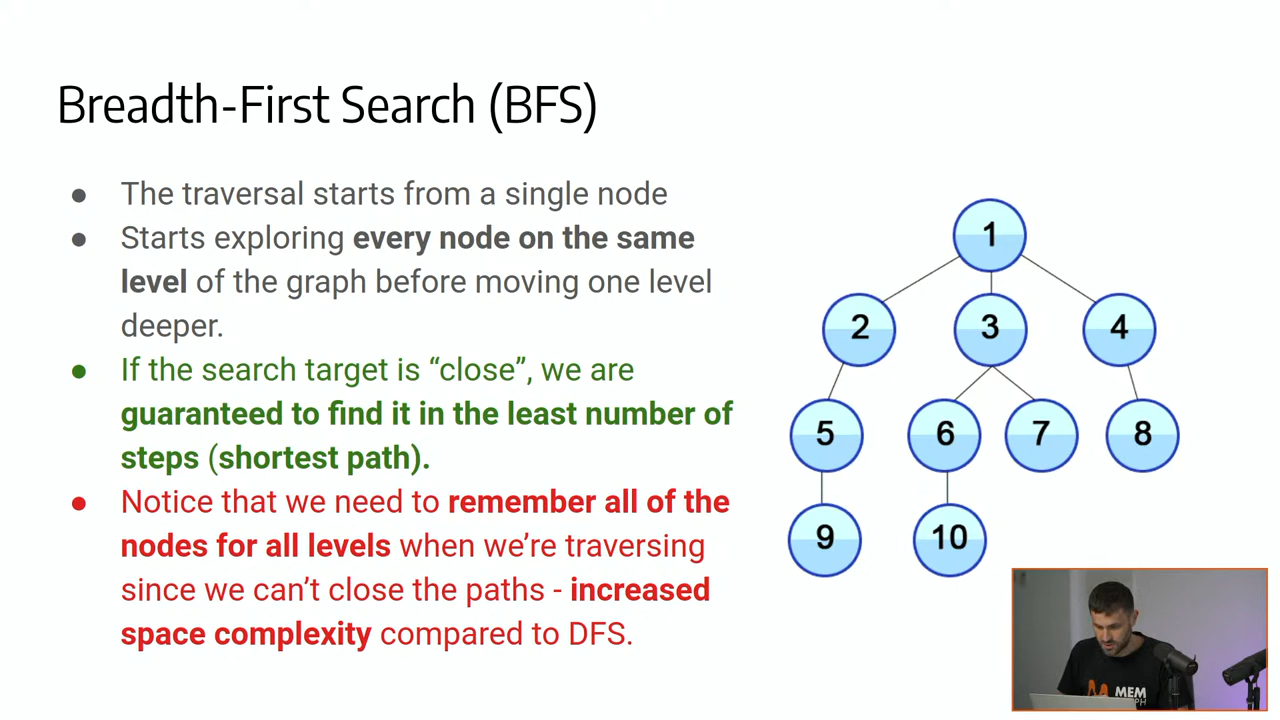 Breadth-First Search (BFS)
● The traversal starts from a single node
● Starts exploring every node on the same
level of the graph before moving one level
deeper.
● If the search target is “close”, we are
guaranteed to find it in the least number of
steps (shortest path).
● Notice that we need to remember all of the
nodes for all levels when we’re traversing
since we can’t close the paths - increased
space complexity compared to DFS.
1
2 3 4
5 6 7 8
9 10
MEM
PH